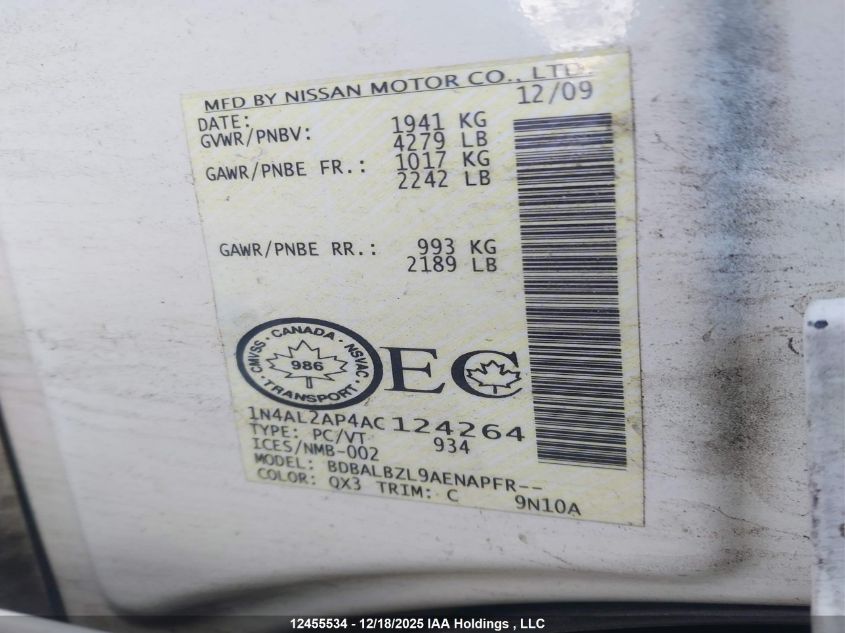 MFD BY NISSAN MOTOR CO., LTD.
DATE: 12/09
GVWR/PNBV: 1941 KG
4279 LB
GAWR/PNBE FR.: 1017 KG
2242 LB
GAWR/PNBE RR.: 993 KG
2189 LB
CANADA · NSVAC · TRANSPORT · CMVSS ·
986
EC
1N4AL2AP4AC124264
TYPE: PC/VT 934
ICES/NMB-002
MODEL: BDBALBZL9AENAPFR--
COLOR: QX3 TRIM: C 9N10A
12455534 - 12/18/2025 IAA Holdings , LLC